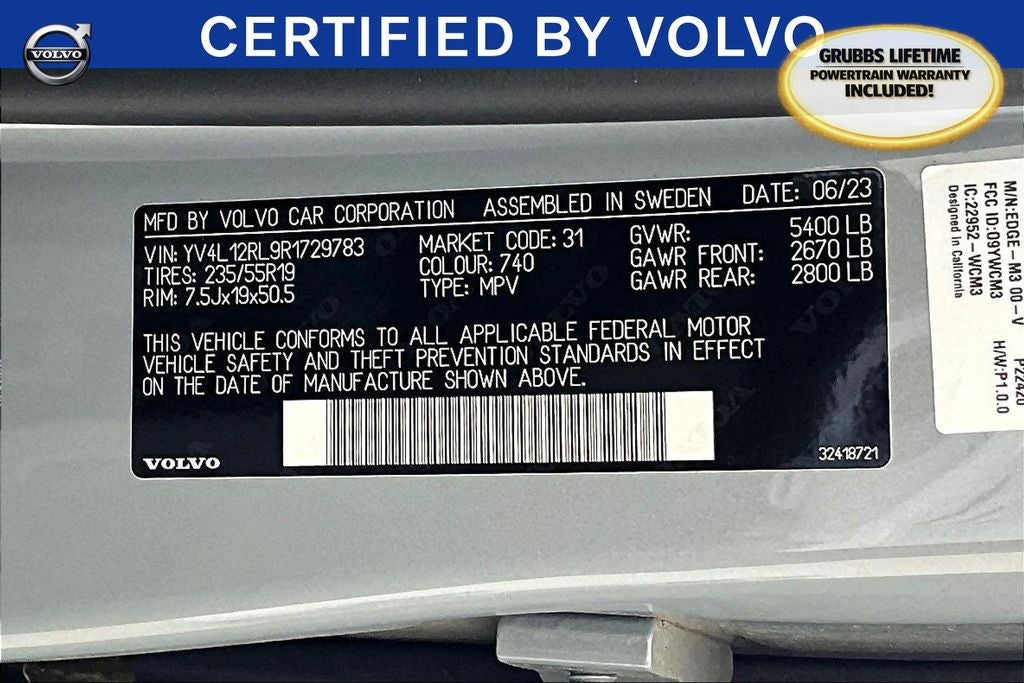 CERTIFIED BY VOLVO
VOLVO
GRUBBS LIFETIME
POWERTRAIN WARRANTY
INCLUDED!
MFD BY VOLVO CAR CORPORATION ASSEMBLED IN SWEDEN DATE: 06/23
VIN: YV4L12RL9R1729783
TIRES: 235/55R19
RIM: 7.5Jx19x50.5
MARKET CODE: 31
COLOUR: 740
TYPE: MPV
GVWR: 5400 LB
GAWR FRONT: 2670 LB
GAWR REAR: 2800 LB
THIS VEHICLE CONFORMS TO ALL APPLICABLE FEDERAL MOTOR
VEHICLE SAFETY AND THEFT PREVENTION STANDARDS IN EFFECT
ON THE DATE OF MANUFACTURE SHOWN ABOVE.
VOLVO
32418721
M/N:EDGE-M3 00-V P22420
FCC ID:09YWCM3 H/W:P1.0.0
IC:22952-WCM3
Designed in California